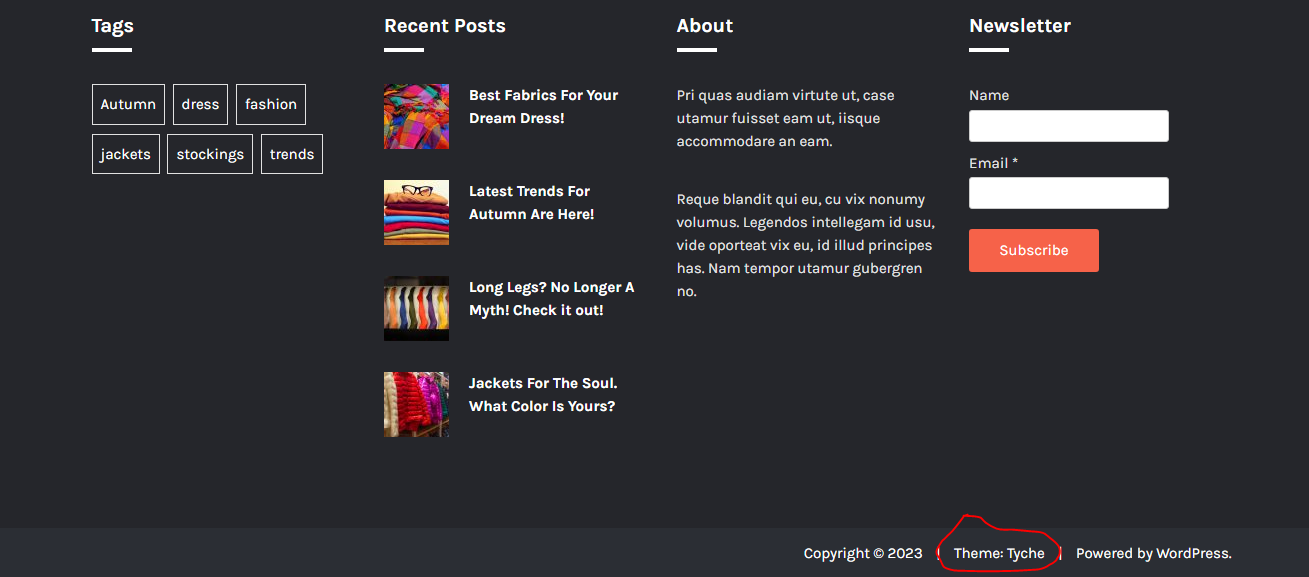 Tags
Autumn
dress
fashion
jackets
stockings
trends
Recent Posts
Best Fabrics For Your
Dream Dress!
Latest Trends For
Autumn Are Here!
Long Legs? No Longer A
Myth! Check it out!
Jackets For The Soul.
What Color Is Yours?
About
Pri quas audiam virtute ut, case
utamur fuisset eam ut, iisque
accommodare an eam.
Reque blandit qui eu, cu vix nonumy
volumus. Legendos intellegam id usu,
vide oporteat vix eu, id illud principes
has. Nam tempor utamur gubergren
no.
Newsletter
Name
Email *
Subscribe
Copyright © 2023 | Theme: Tyche | Powered by WordPress.